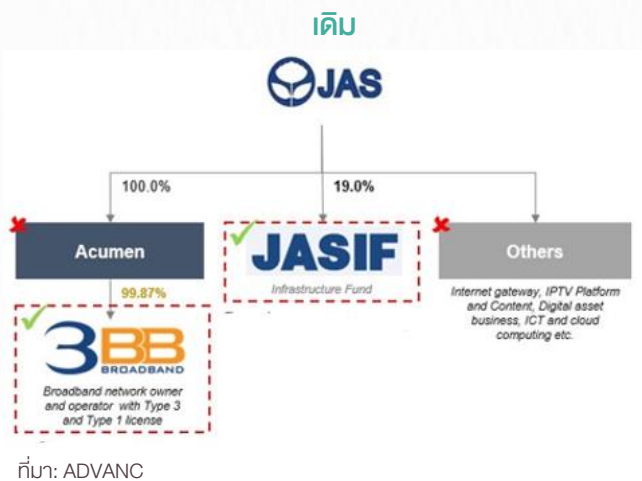 เดิม
JAS
100.0%
19.0%
Acumen
JASIF
Infrastructure Fund
Others
Internet gateway, IPTV Platform
and Content, Digital asset
business, ICT and cloud
computing etc.
99.87%
3BB
BROADBAND
Broadband network owner
and operator with Type 3
and Type 1 license
ที่มา: ADVANC